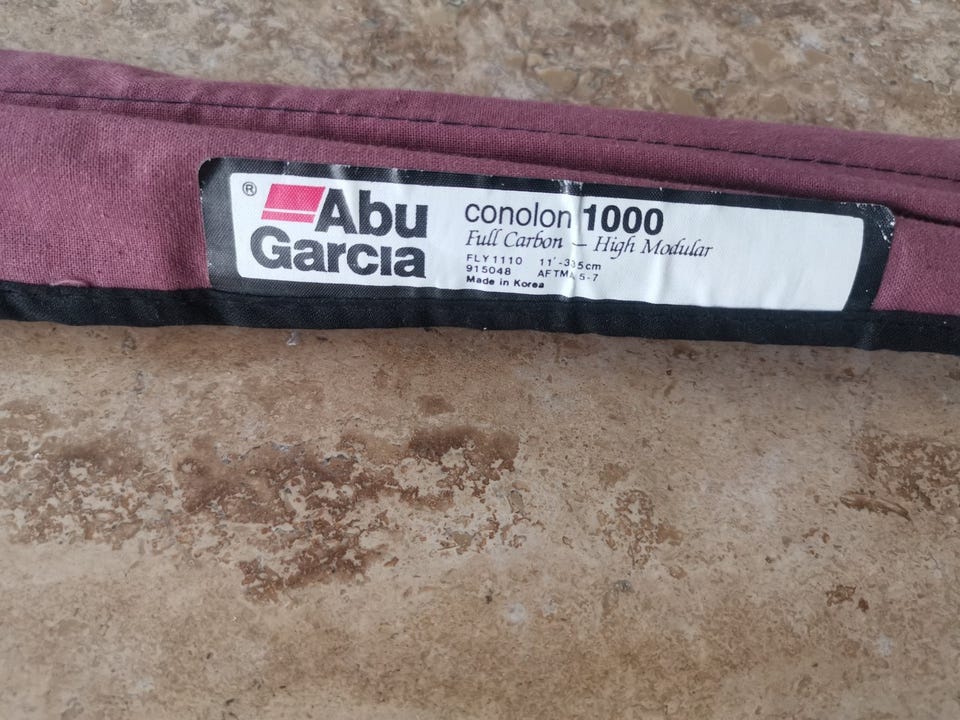 ® Abu
Garcia
conolon 1000
Full Carbon – High Modular
FLY1110 11'-335cm
915048 AFTMA 5-7
Made in Korea